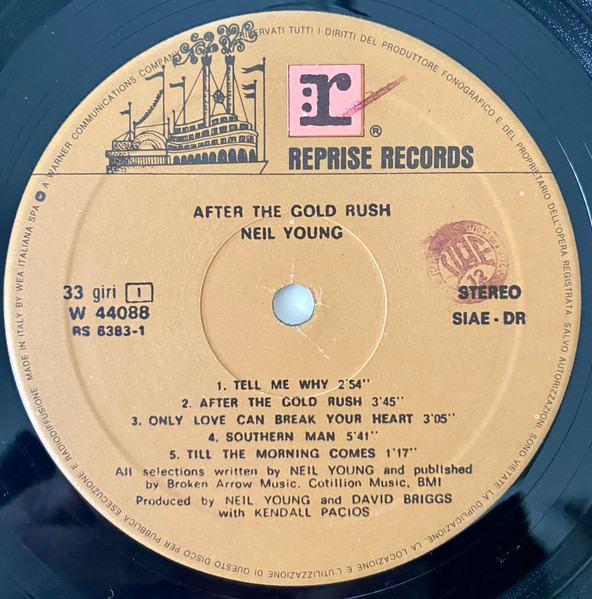 r
®
REPRISE RECORDS
AFTER THE GOLD RUSH
NEIL YOUNG
33 giri 1
W 44088
RS 6383-1
STEREO
SIAE - DR
1. TELL ME WHY 2'54''
2. AFTER THE GOLD RUSH 3'45''
3. ONLY LOVE CAN BREAK YOUR HEART 3'05''
4. SOUTHERN MAN 5'41''
5. TILL THE MORNING COMES 1'17''
All selections written by NEIL YOUNG and published
by Broken Arrow Music. Cotillion Music, BMI
Produced by NEIL YOUNG and DAVID BRIGGS
with KENDALL PACIOS
MADE IN ITALY BY WEA ITALIANA SPA ● A WARNER COMMUNICATIONS COMPANY
RISERVATI TUTTI I DIRITTI DEL PRODUTTORE FONOGRAFICO E DEL PROPRIETARIO DELL'OPERA REGISTRATA. SALVO AUTORIZZAZIONI, SONO VIETATE LA DUPLICAZIONE, LA LOCAZIONE E L'UTILIZZAZIONE DI QUESTO DISCO PER PUBBLICA ESECUZIONE E RADIODIFFUSIONE